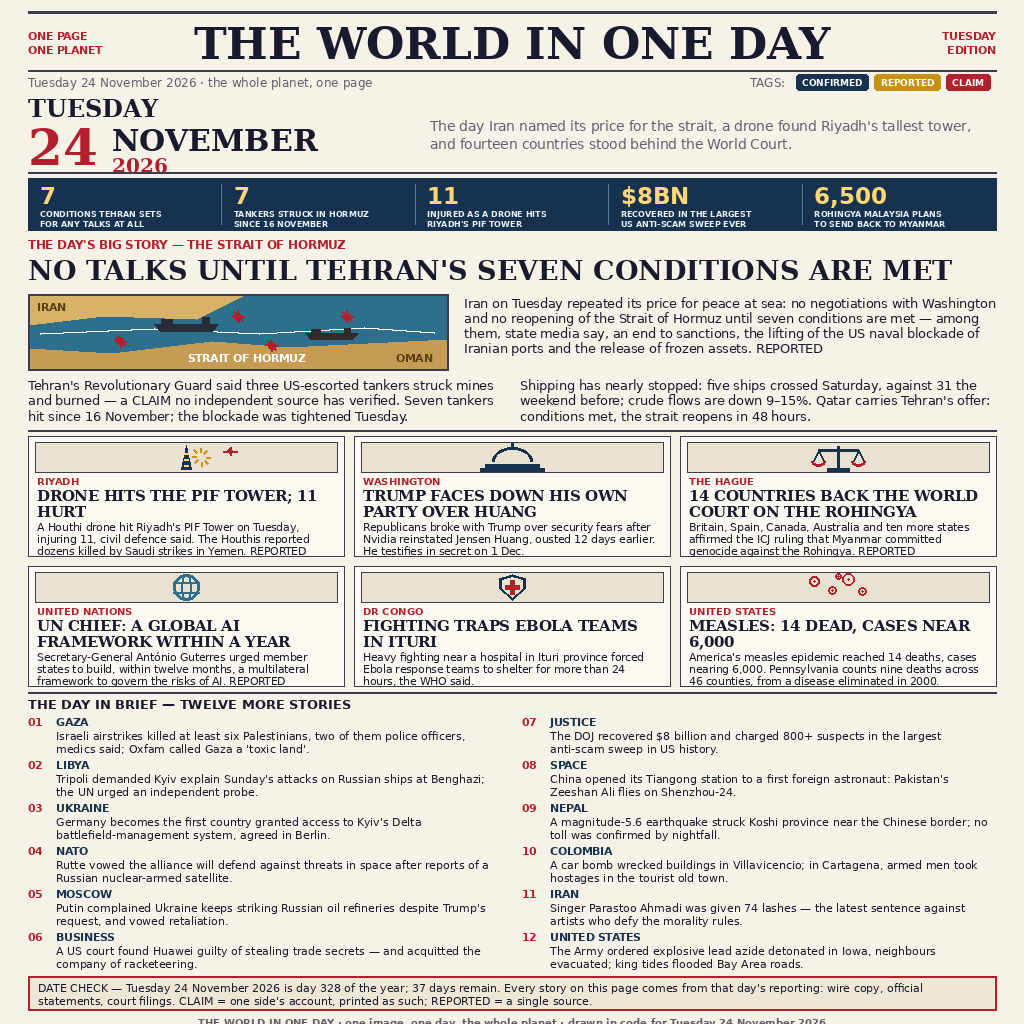 ONE PAGE
ONE PLANET
THE WORLD IN ONE DAY
TUESDAY
EDITION
Tuesday 24 November 2026 · the whole planet, one page
TAGS: CONFIRMED REPORTED CLAIM
TUESDAY
24 NOVEMBER
2026
The day Iran named its price for the strait, a drone found Riyadh's tallest tower,
and fourteen countries stood behind the World Court.
7
CONDITIONS TEHRAN SETS
FOR ANY TALKS AT ALL
7
TANKERS STRUCK IN HORMUZ
SINCE 16 NOVEMBER
11
INJURED AS A DRONE HITS
RIYADH'S PIF TOWER
$8BN
RECOVERED IN THE LARGEST
US ANTI-SCAM SWEEP EVER
6,500
ROHINGYA MALAYSIA PLANS
TO SEND BACK TO MYANMAR
THE DAY'S BIG STORY — THE STRAIT OF HORMUZ
NO TALKS UNTIL TEHRAN'S SEVEN CONDITIONS ARE MET
IRAN
STRAIT OF HORMUZ
OMAN
Iran on Tuesday repeated its price for peace at sea: no negotiations with Washington
and no reopening of the Strait of Hormuz until seven conditions are met — among
them, state media say, an end to sanctions, the lifting of the US naval blockade of
Iranian ports and the release of frozen assets. REPORTED
Tehran's Revolutionary Guard said three US-escorted tankers struck mines
and burned — a CLAIM no independent source has verified. Seven tankers
hit since 16 November; the blockade was tightened Tuesday.
Shipping has nearly stopped: five ships crossed Saturday, against 31 the
weekend before; crude flows are down 9–15%. Qatar carries Tehran's offer:
conditions met, the strait reopens in 48 hours.
RIYADH
DRONE HITS THE PIF TOWER; 11
HURT
A Houthi drone hit Riyadh's PIF Tower on Tuesday,
injuring 11, civil defence said. The Houthis reported
dozens killed by Saudi strikes in Yemen. REPORTED
WASHINGTON
TRUMP FACES DOWN HIS OWN
PARTY OVER HUANG
Republicans broke with Trump over security fears after
Nvidia reinstated Jensen Huang, ousted 12 days earlier.
He testifies in secret on 1 Dec.
THE HAGUE
14 COUNTRIES BACK THE WORLD
COURT ON THE ROHINGYA
Britain, Spain, Canada, Australia and ten more states
affirmed the ICJ ruling that Myanmar committed
genocide against the Rohingya. REPORTED
UNITED NATIONS
UN CHIEF: A GLOBAL AI
FRAMEWORK WITHIN A YEAR
Secretary-General António Guterres urged member
states to build, within twelve months, a multilateral
framework to govern the risks of AI. REPORTED
DR CONGO
FIGHTING TRAPS EBOLA TEAMS
IN ITURI
Heavy fighting near a hospital in Ituri province forced
Ebola response teams to shelter for more than 24
hours, the WHO said.
UNITED STATES
MEASLES: 14 DEAD, CASES NEAR
6,000
America's measles epidemic reached 14 deaths, cases
nearing 6,000. Pennsylvania counts nine deaths across
46 counties, from a disease eliminated in 2000.
THE DAY IN BRIEF — TWELVE MORE STORIES
01 GAZA
Israeli airstrikes killed at least six Palestinians, two of them police officers,
medics said; Oxfam called Gaza a 'toxic land'.
02 LIBYA
Tripoli demanded Kyiv explain Sunday's attacks on Russian ships at Benghazi;
the UN urged an independent probe.
03 UKRAINE
Germany becomes the first country granted access to Kyiv's Delta
battlefield-management system, agreed in Berlin.
04 NATO
Rutte vowed the alliance will defend against threats in space after reports of a
Russian nuclear-armed satellite.
05 MOSCOW
Putin complained Ukraine keeps striking Russian oil refineries despite Trump's
request, and vowed retaliation.
06 BUSINESS
A US court found Huawei guilty of stealing trade secrets — and acquitted the
company of racketeering.
07 JUSTICE
The DOJ recovered $8 billion and charged 800+ suspects in the largest
anti-scam sweep in US history.
08 SPACE
China opened its Tiangong station to a first foreign astronaut: Pakistan's
Zeeshan Ali flies on Shenzhou-24.
09 NEPAL
A magnitude-5.6 earthquake struck Koshi province near the Chinese border; no
toll was confirmed by nightfall.
10 COLOMBIA
A car bomb wrecked buildings in Villavicencio; in Cartagena, armed men took
hostages in the tourist old town.
11 IRAN
Singer Parastoo Ahmadi was given 74 lashes — the latest sentence against
artists who defy the morality rules.
12 UNITED STATES
The Army ordered explosive lead azide detonated in Iowa, neighbours
evacuated; king tides flooded Bay Area roads.
DATE CHECK — Tuesday 24 November 2026 is day 328 of the year; 37 days remain. Every story on this page comes from that day's reporting: wire copy, official
statements, court filings. CLAIM = one side's account, printed as such; REPORTED = a single source.
THE WORLD IN ONE DAY · one image, one day, the whole planet · drawn in code for Tuesday 24 November 2026